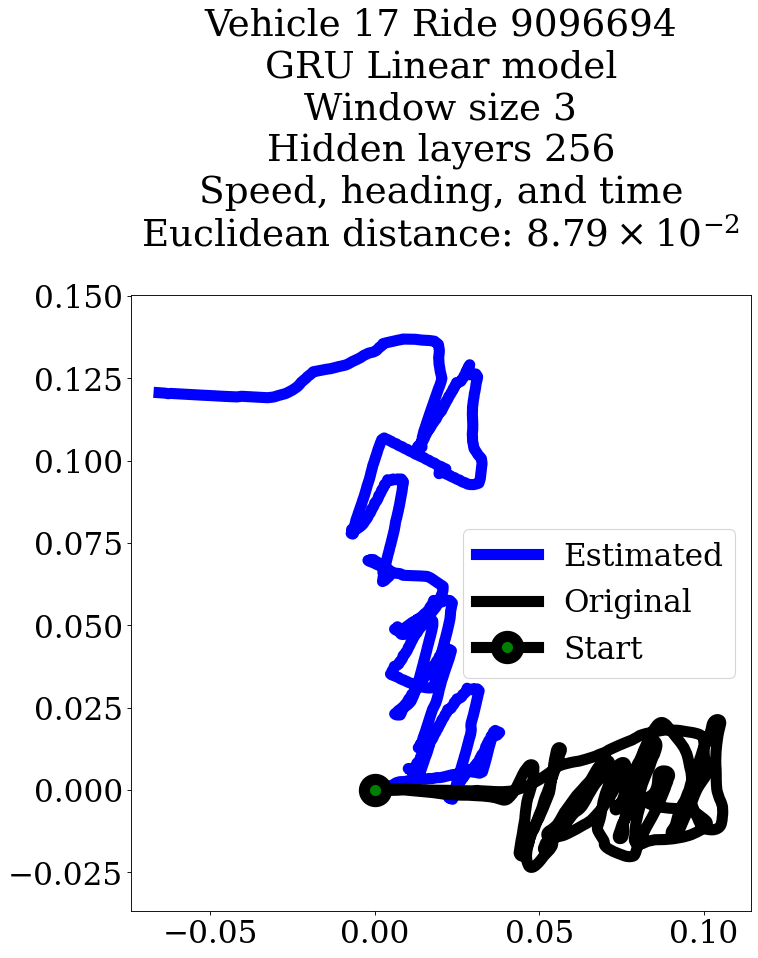 Vehicle 17 Ride 9096694
GRU Linear model
Window size 3
Hidden layers 256
Speed, heading, and time
Euclidean distance: 8.79 × 10⁻²
0.150
0.125
0.100
0.075
0.050
0.025
0.000
−0.025
Estimated
Original
Start
−0.05 0.00 0.05 0.10